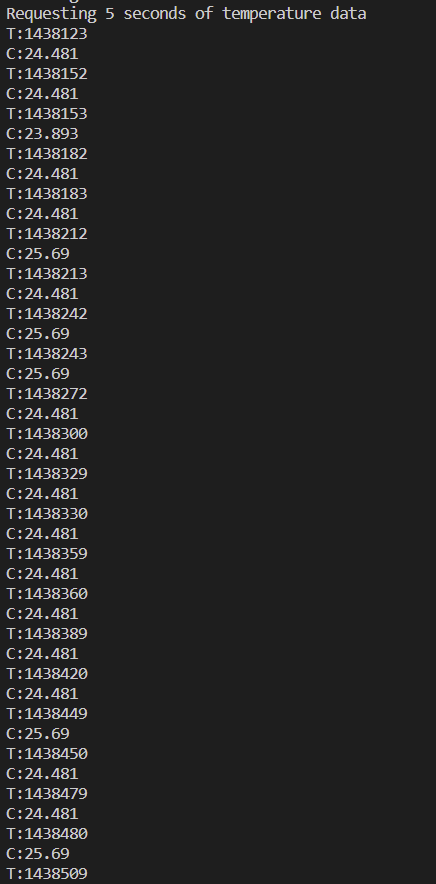 Requesting 5 seconds of temperature data
T:1438123
C:24.481
T:1438152
C:24.481
T:1438153
C:23.893
T:1438182
C:24.481
T:1438183
C:24.481
T:1438212
C:25.69
T:1438213
C:24.481
T:1438242
C:25.69
T:1438243
C:25.69
T:1438272
C:24.481
T:1438300
C:24.481
T:1438329
C:24.481
T:1438330
C:24.481
T:1438359
C:24.481
T:1438360
C:24.481
T:1438389
C:24.481
T:1438420
C:24.481
T:1438449
C:25.69
T:1438450
C:24.481
T:1438479
C:24.481
T:1438480
C:25.69
T:1438509